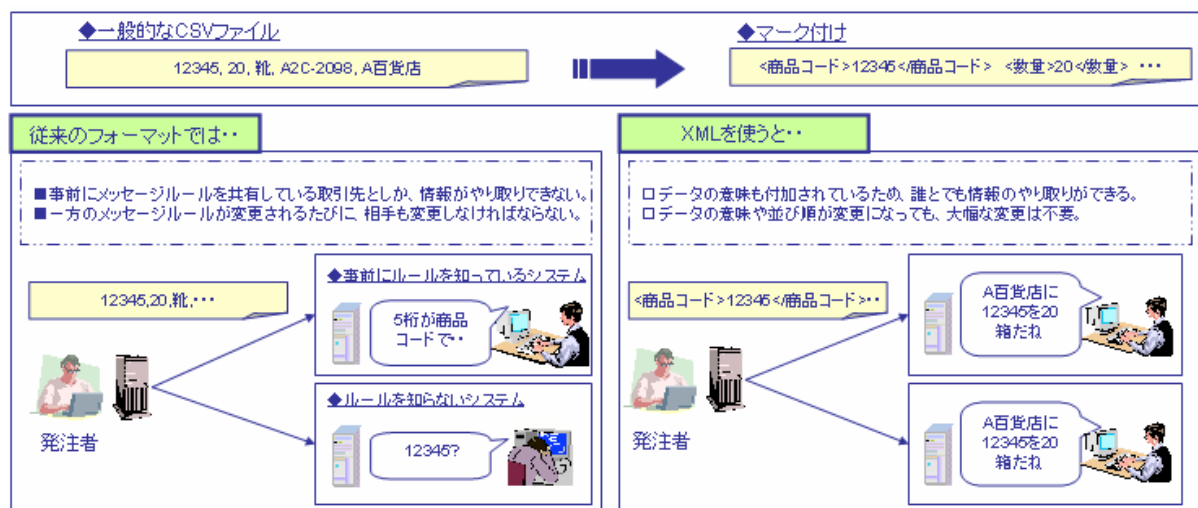 ◆一般的なCSVファイル
12345, 20, 靴, A2C-2098, A百貨店
◆マーク付け
<商品コード>12345</商品コード> <数量>20</数量> ・・・
従来のフォーマットでは・・
■事前にメッセージルールを共有している取引先としか、情報がやり取りできない。
■一方のメッセージルールが変更されるたびに、相手も変更しなければならない。
12345,20,靴,・・・
発注者
◆事前にルールを知っているシステム
5桁が商品
コードで・・
◆ルールを知らないシステム
12345?
XMLを使うと・・
□データの意味も付加されているため、誰とでも情報のやり取りができる。
□データの意味や並び順が変更になっても、大幅な変更は不要。
<商品コード>12345</商品コード>・・
発注者
A百貨店に
12345を20
箱だね
A百貨店に
12345を20
箱だね